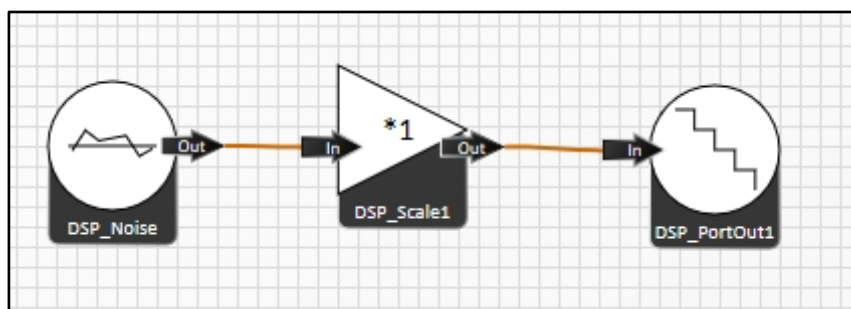 Out
DSP_Noise
In
*1
Out
DSP_Scale1
In
DSP_PortOut1